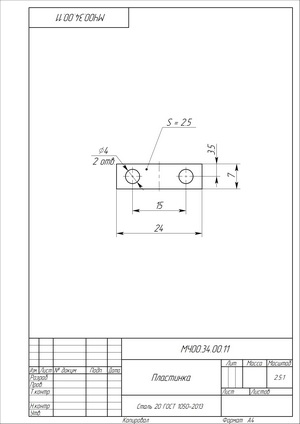 МЧ00.34.00.11
S = 2.5
⌀4
2 отв.
3.5
7
15
24
МЧ00.34.00.11
Лит. Масса Масштаб
Изм Лист № докум. Подп. Дата
Разраб.
Пров.
Т.контр.
Пластинка
2.5:1
Лист Листов
Н.контр.
Утв.
Сталь 20 ГОСТ 1050-2013
Копировал Формат А4